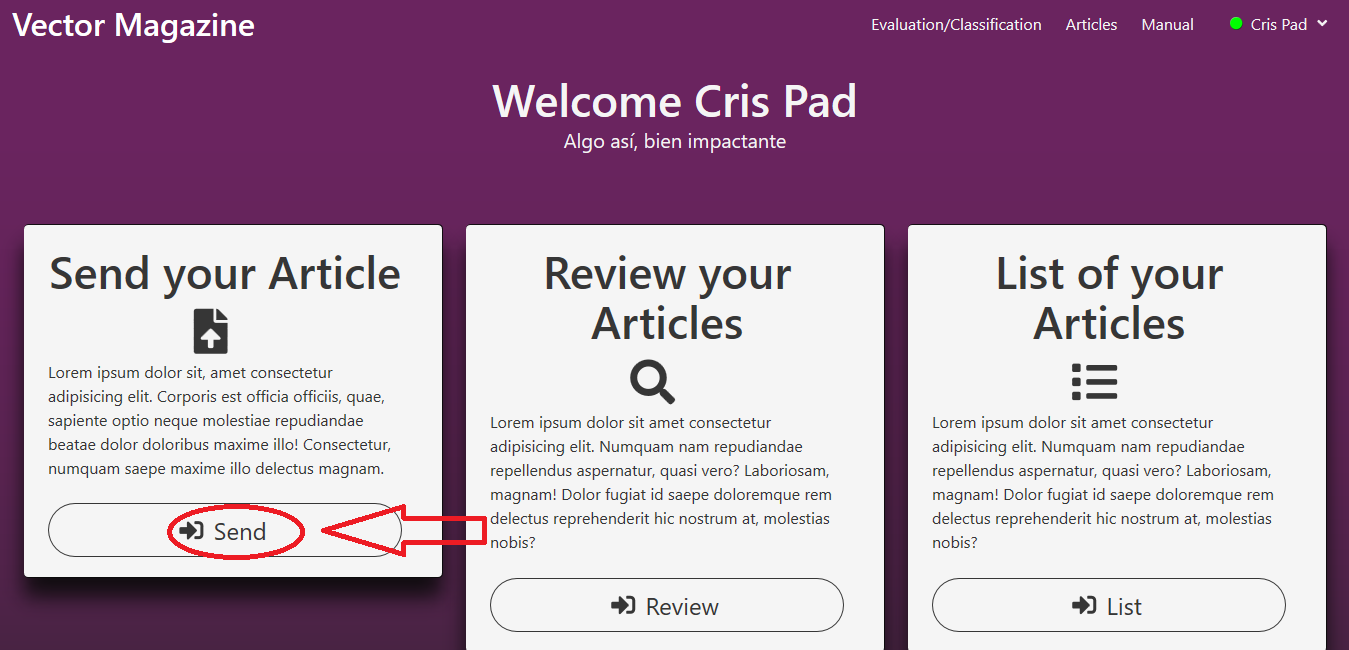 Vector Magazine
Evaluation/Classification
Articles
Manual
Cris Pad
Welcome Cris Pad
Algo así, bien impactante
Send your Article
Lorem ipsum dolor sit, amet consectetur
adipisicing elit. Corporis est officia officiis, quae,
sapiente optio neque molestiae repudiandae
beatae dolor doloribus maxime illo! Consectetur,
numquam saepe maxime illo delectus magnam.
Send
Review your
Articles
Lorem ipsum dolor sit amet consectetur
adipisicing elit. Numquam nam repudiandae
repellendus aspernatur, quasi vero? Laboriosam,
magnam! Dolor fugiat id saepe doloremque rem
delectus reprehenderit hic nostrum at, molestias
nobis?
Review
List of your
Articles
Lorem ipsum dolor sit amet consectetur
adipisicing elit. Numquam nam repudiandae
repellendus aspernatur, quasi vero? Laboriosam,
magnam! Dolor fugiat id saepe doloremque rem
delectus reprehenderit hic nostrum at, molestias
nobis?
List